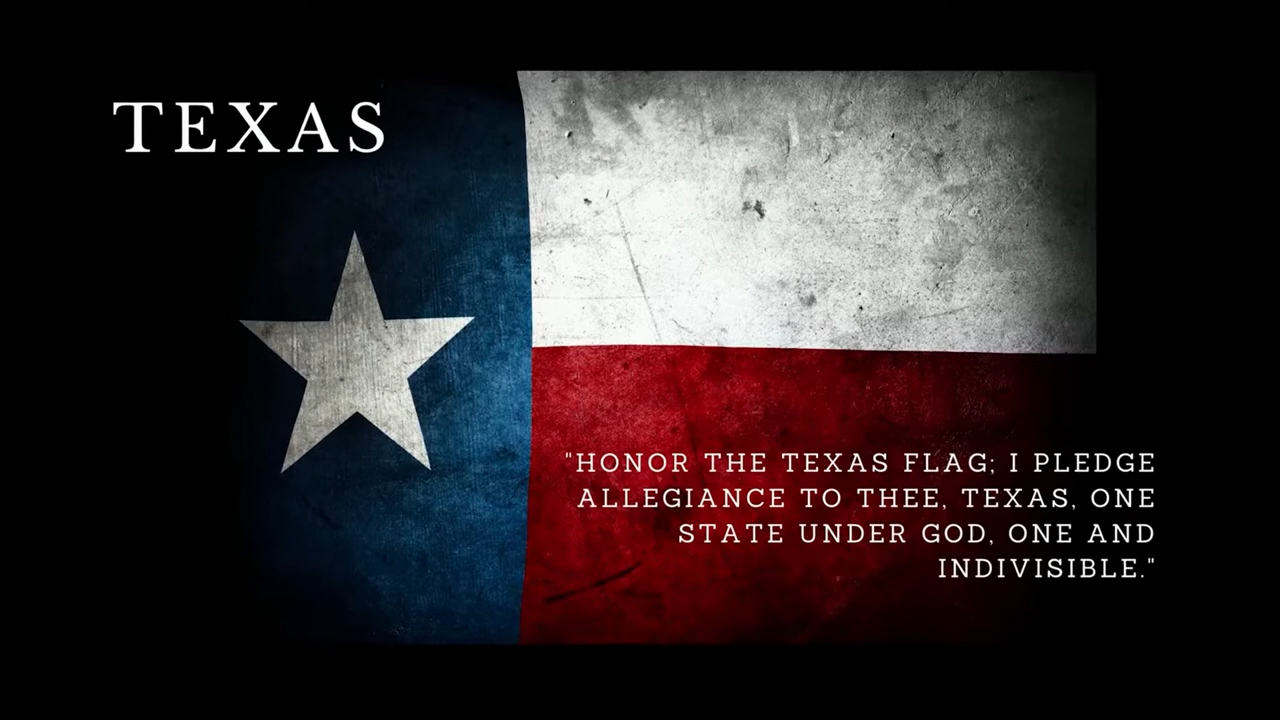 TEXAS
"HONOR THE TEXAS FLAG; I PLEDGE
ALLEGIANCE TO THEE, TEXAS, ONE
STATE UNDER GOD, ONE AND
INDIVISIBLE."